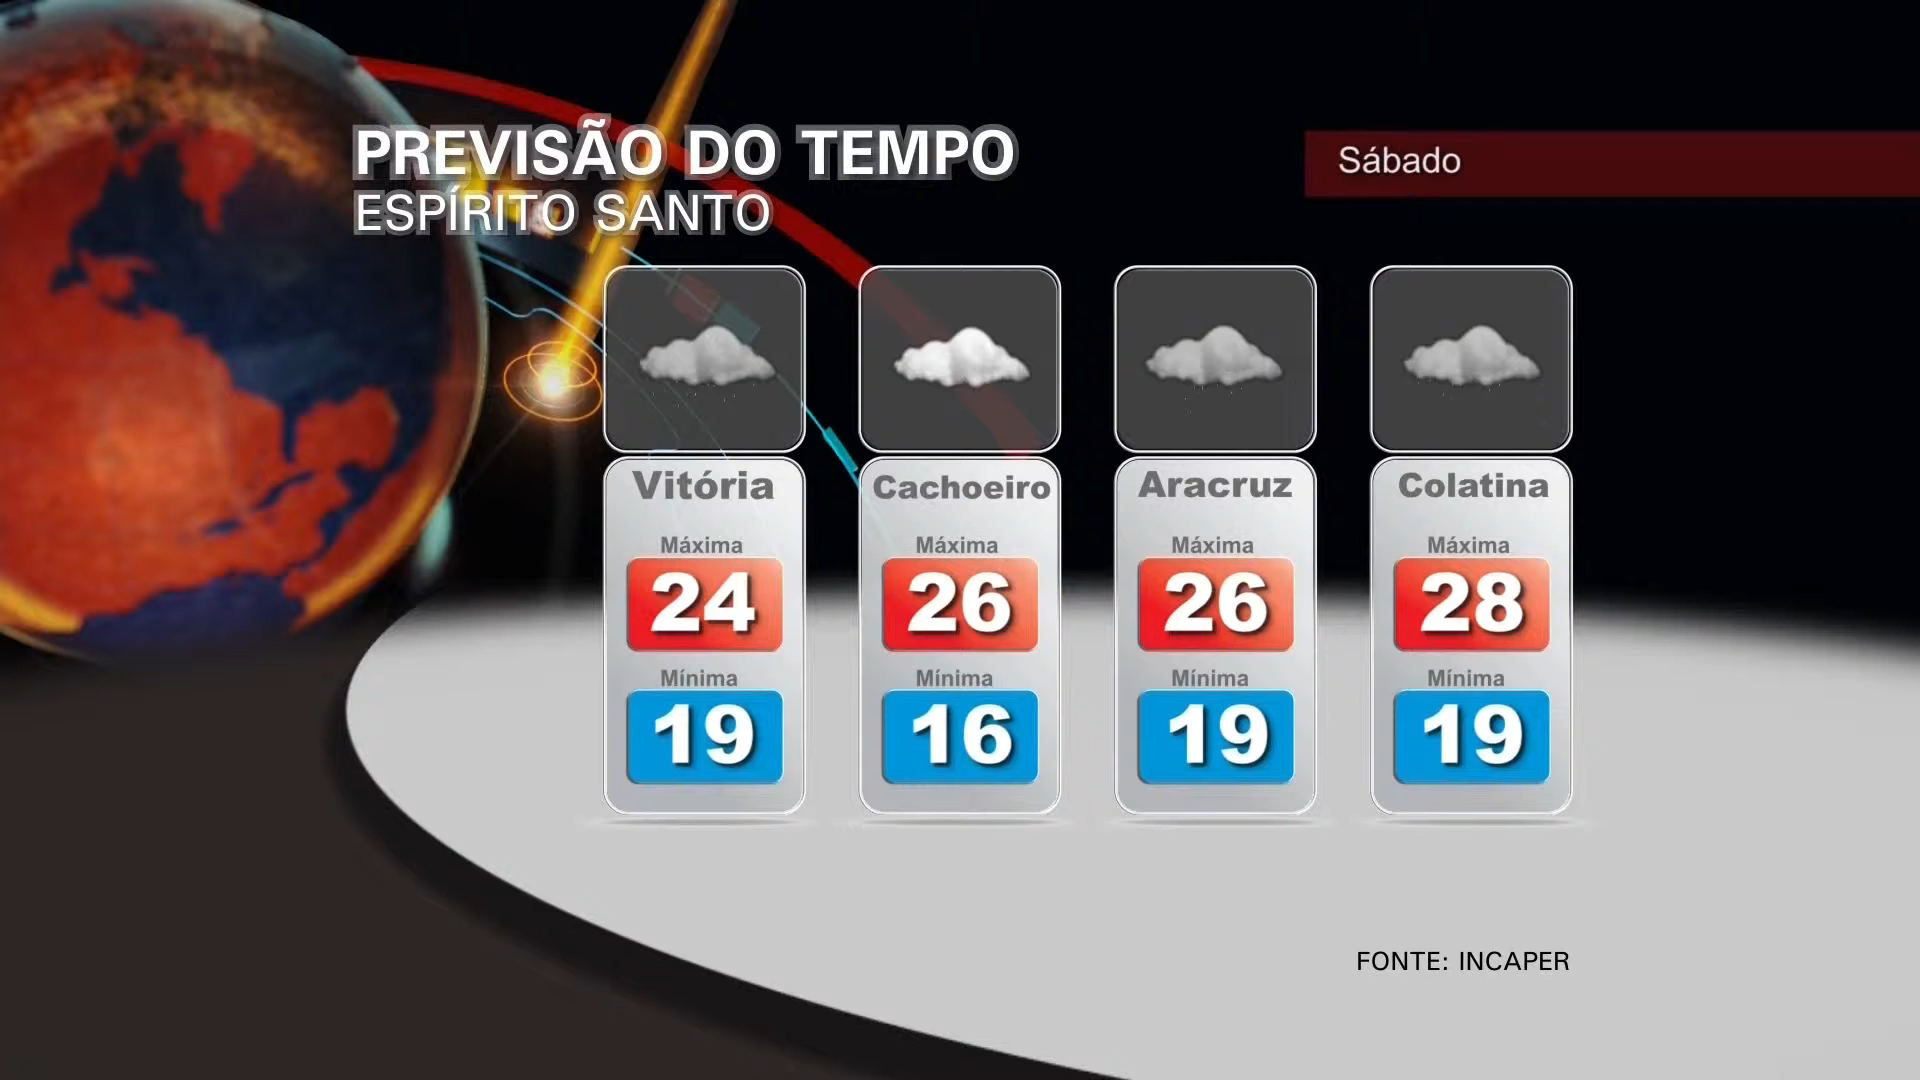 PREVISÃO DO TEMPO
ESPÍRITO SANTO
Sábado
Vitória
Máxima
24
Mínima
19
Cachoeiro
Máxima
26
Mínima
16
Aracruz
Máxima
26
Mínima
19
Colatina
Máxima
28
Mínima
19
FONTE: INCAPER